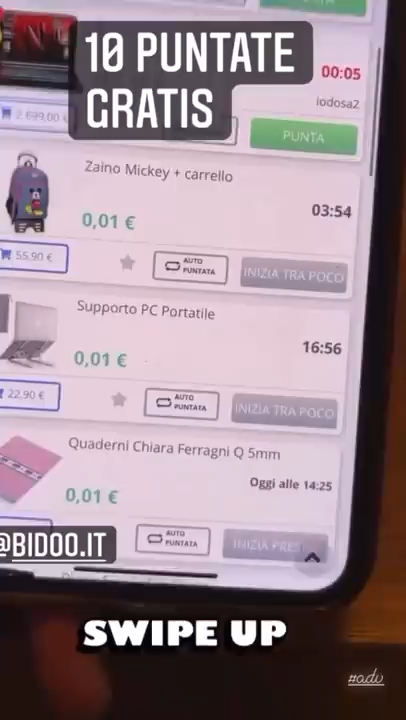 10 PUNTATE
GRATIS
00:05
iodosa2
2.699,00
PUNTA
Zaino Mickey + carrello
0,01 €
03:54
55,90 €
AUTO
PUNTATA
INIZIA TRA POCO
Supporto PC Portatile
0,01 €
16:56
22,90 €
AUTO
PUNTATA
INIZIA TRA POCO
Quaderni Chiara Ferragni Q 5mm
0,01 €
Oggi alle 14:25
@BIDOO.IT
AUTO
PUNTATA
INIZIA
SWIPE UP
#adv